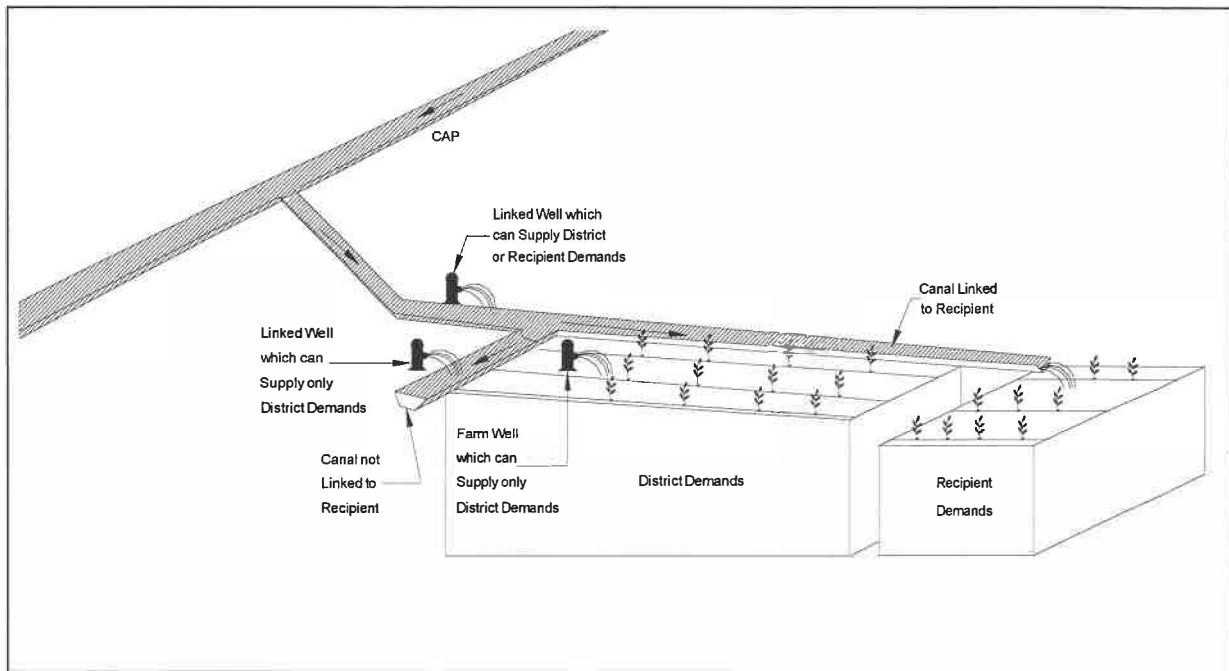 CAP
Linked Well which
can Supply District
or Recipient Demands
Canal Linked
to Recipient
Linked Well
which can
Supply only
District Demands
Canal not
Linked to
Recipient
Farm Well
which can
Supply only
District Demands
District Demands
Recipient
Demands